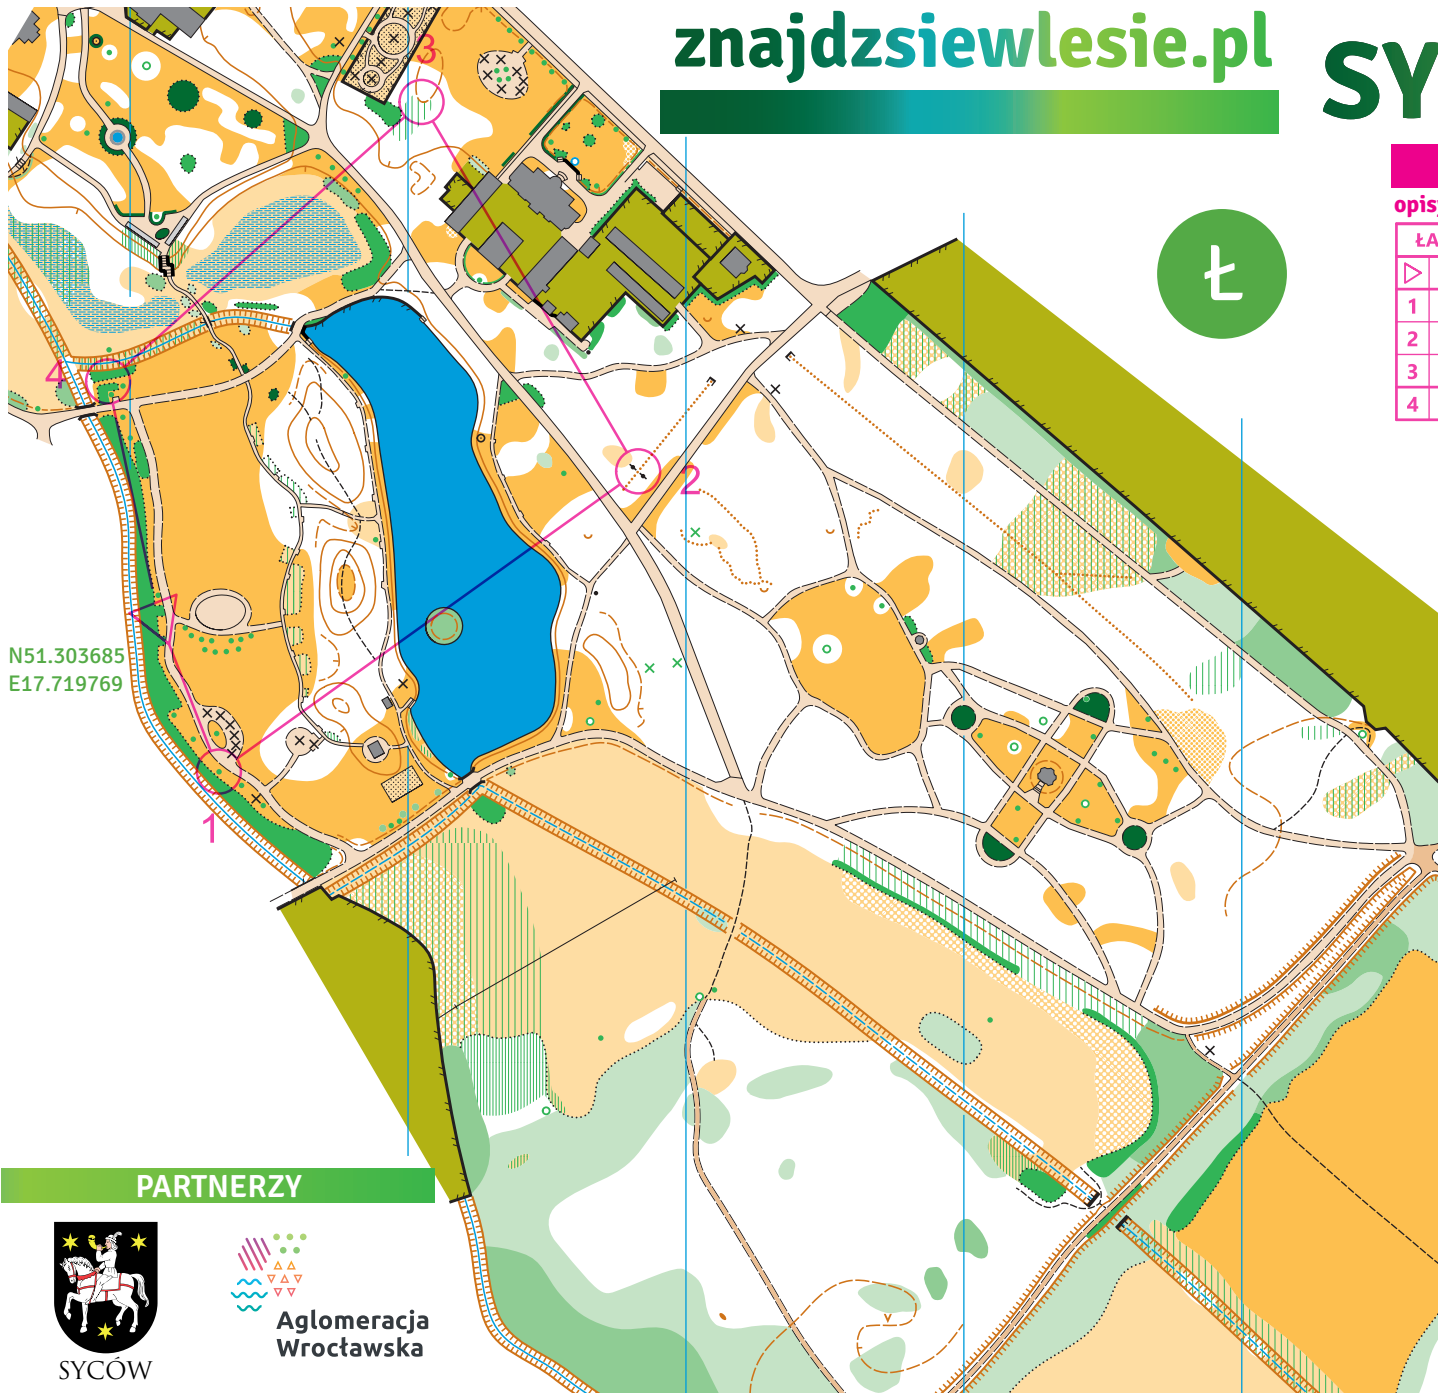 znajdzsiewlesie.pl
SY
Ł
opis
ŁA
1
2
3
4
3
4
2
1
N51.303685
E17.719769
PARTNERZY
SYCÓW
Aglomeracja
Wrocławska